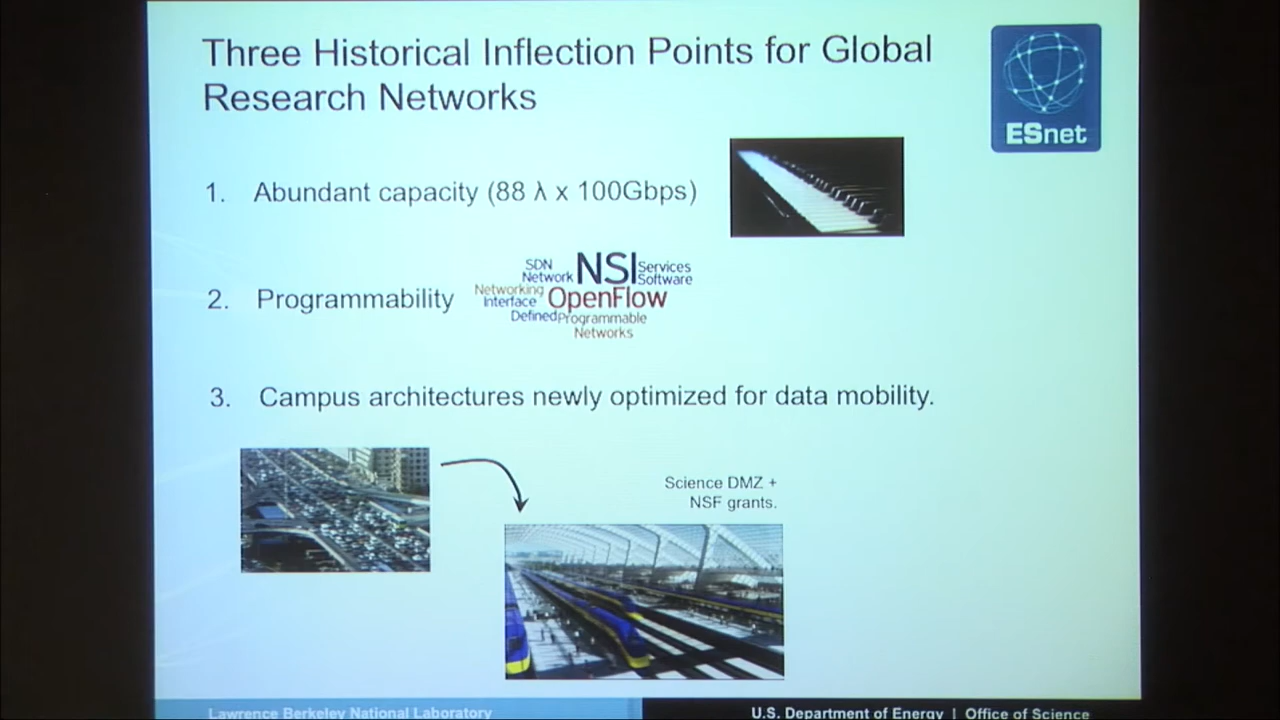 Three Historical Inflection Points for Global
Research Networks
ESnet
1. Abundant capacity (88 λ x 100Gbps)
SDN
Network
NSI
Services
Software
Networking
Interface
OpenFlow
Defined
Programmable
Networks
2. Programmability
3. Campus architectures newly optimized for data mobility.
Science DMZ +
NSF grants.
Lawrence Berkeley National Laboratory
U.S. Department of Energy | Office of Science